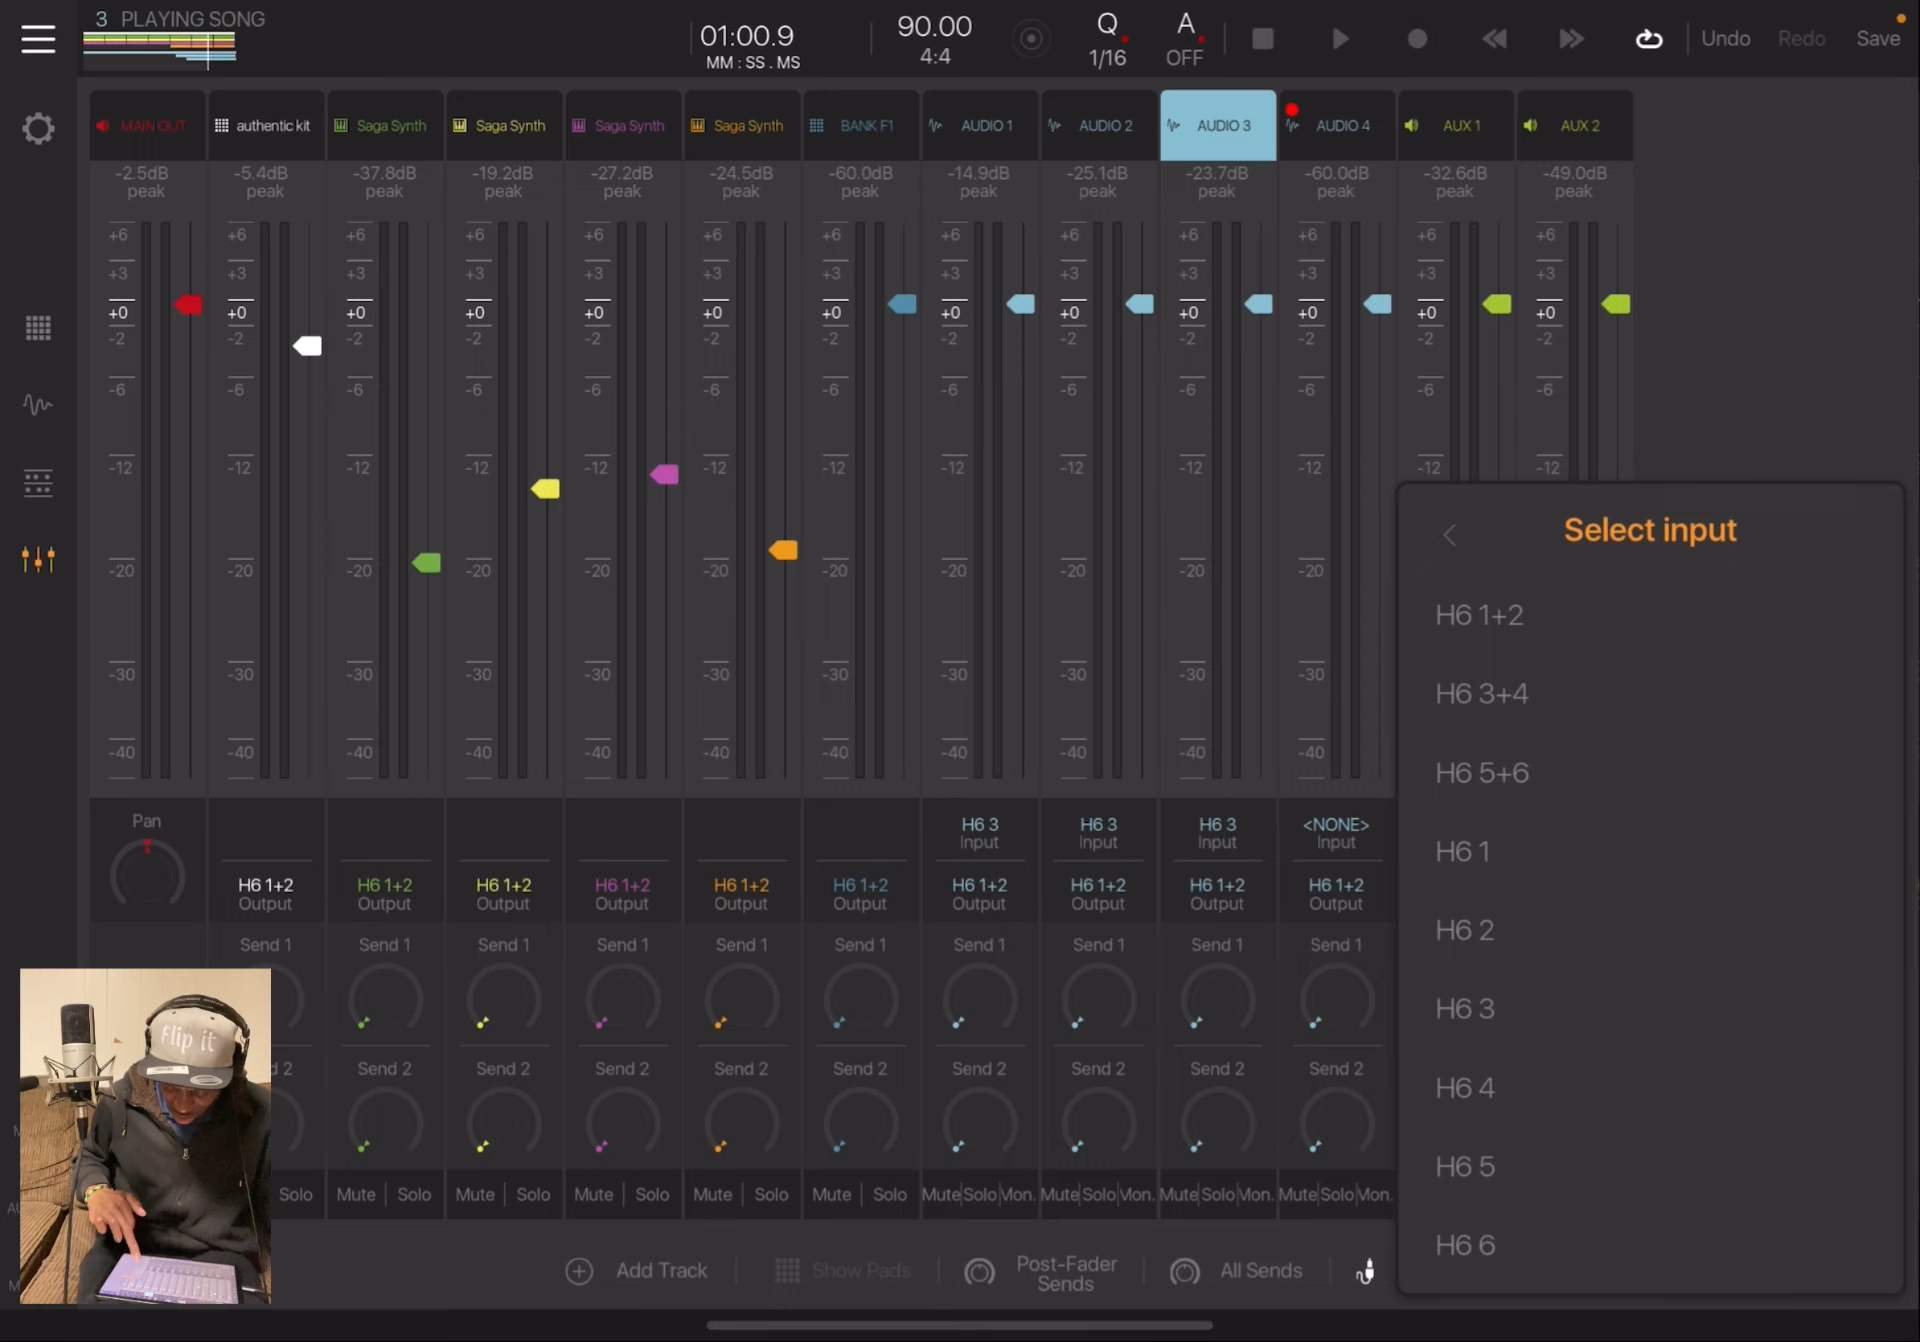 3 PLAYING SONG
01:00.9
MM : SS . MS
90.00
4:4
Q
1/16
A
OFF
Undo
Redo
Save
MAIN OUT
authentic kit
Saga Synth
Saga Synth
Saga Synth
Saga Synth
BANK F1
AUDIO 1
AUDIO 2
AUDIO 3
AUDIO 4
AUX 1
AUX 2
-2.5dB -5.4dB -37.8dB -19.2dB -27.2dB -24.5dB -60.0dB -14.9dB -25.1dB -23.7dB -60.0dB -32.6dB -49.0dB
peak peak peak peak peak peak peak peak peak peak peak peak peak
+6 +6 +6 +6 +6 +6 +6 +6 +6 +6 +6 +6 +6
+3 +3 +3 +3 +3 +3 +3 +3 +3 +3 +3 +3 +3
+0 +0 +0 +0 +0 +0 +0 +0 +0 +0 +0 +0 +0
-2 -2 -2 -2 -2 -2 -2 -2 -2 -2 -2 -2 -2
-6 -6 -6 -6 -6 -6 -6 -6 -6 -6 -6 -6 -6
-12 -12 -12 -12 -12 -12 -12 -12 -12 -12 -12 -12 -12
-20 -20 -20 -20 -20 -20 -20 -20 -20 -20 -20
-30 -30 -30 -30 -30 -30 -30 -30 -30 -30 -30
-40 -40 -40 -40 -40 -40 -40 -40 -40 -40 -40
Pan
H6 3 H6 3 H6 3 <NONE>
Input Input Input Input
H6 1+2 H6 1+2 H6 1+2 H6 1+2 H6 1+2 H6 1+2 H6 1+2 H6 1+2 H6 1+2 H6 1+2
Output Output Output Output Output Output Output Output Output Output
Send 1 Send 1 Send 1 Send 1 Send 1 Send 1 Send 1 Send 1 Send 1 Send 1
d 2 Send 2 Send 2 Send 2 Send 2 Send 2 Send 2 Send 2 Send 2 Send 2
Solo Mute Solo Mute Solo Mute Solo Mute Solo Mute Solo Mute Solo Mon. Mute Solo Mon. Mute Solo Mon. Mute Solo Mon.
Add Track
Show Pads
Post-Fader
Sends
All Sends
Select input
H6 1+2
H6 3+4
H6 5+6
H6 1
H6 2
H6 3
H6 4
H6 5
H6 6
Flip it